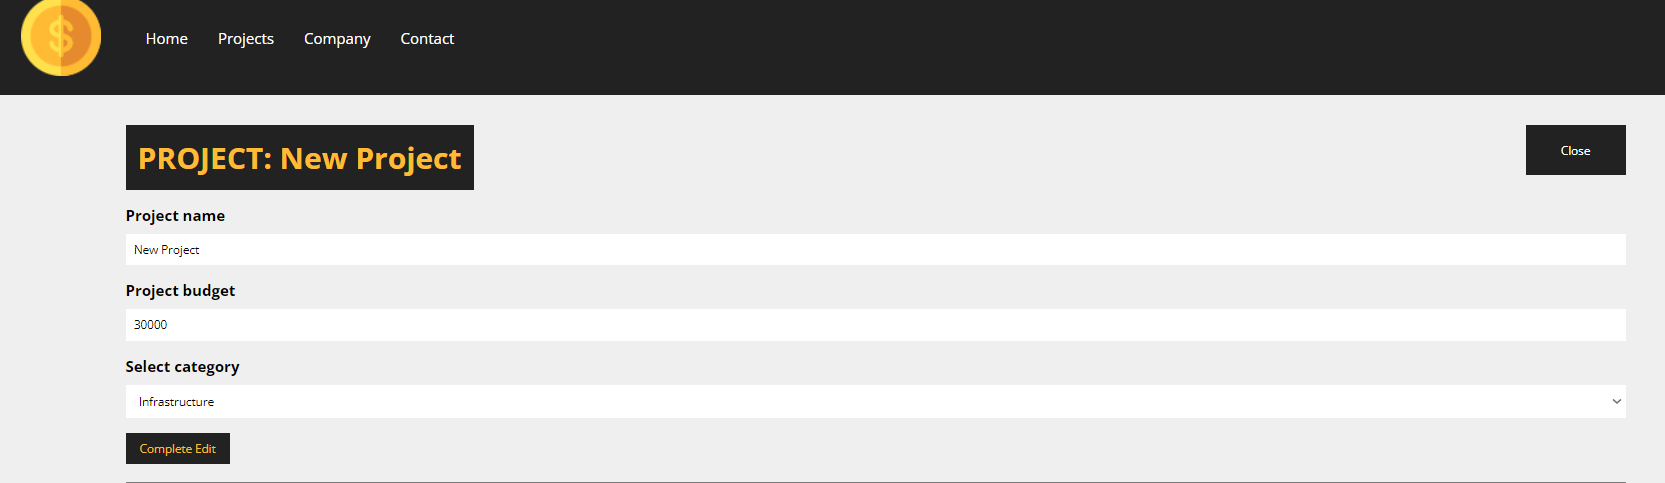 $
Home Projects Company Contact
PROJECT: New Project
Close
Project name
New Project
Project budget
30000
Select category
Infrastructure
Complete Edit